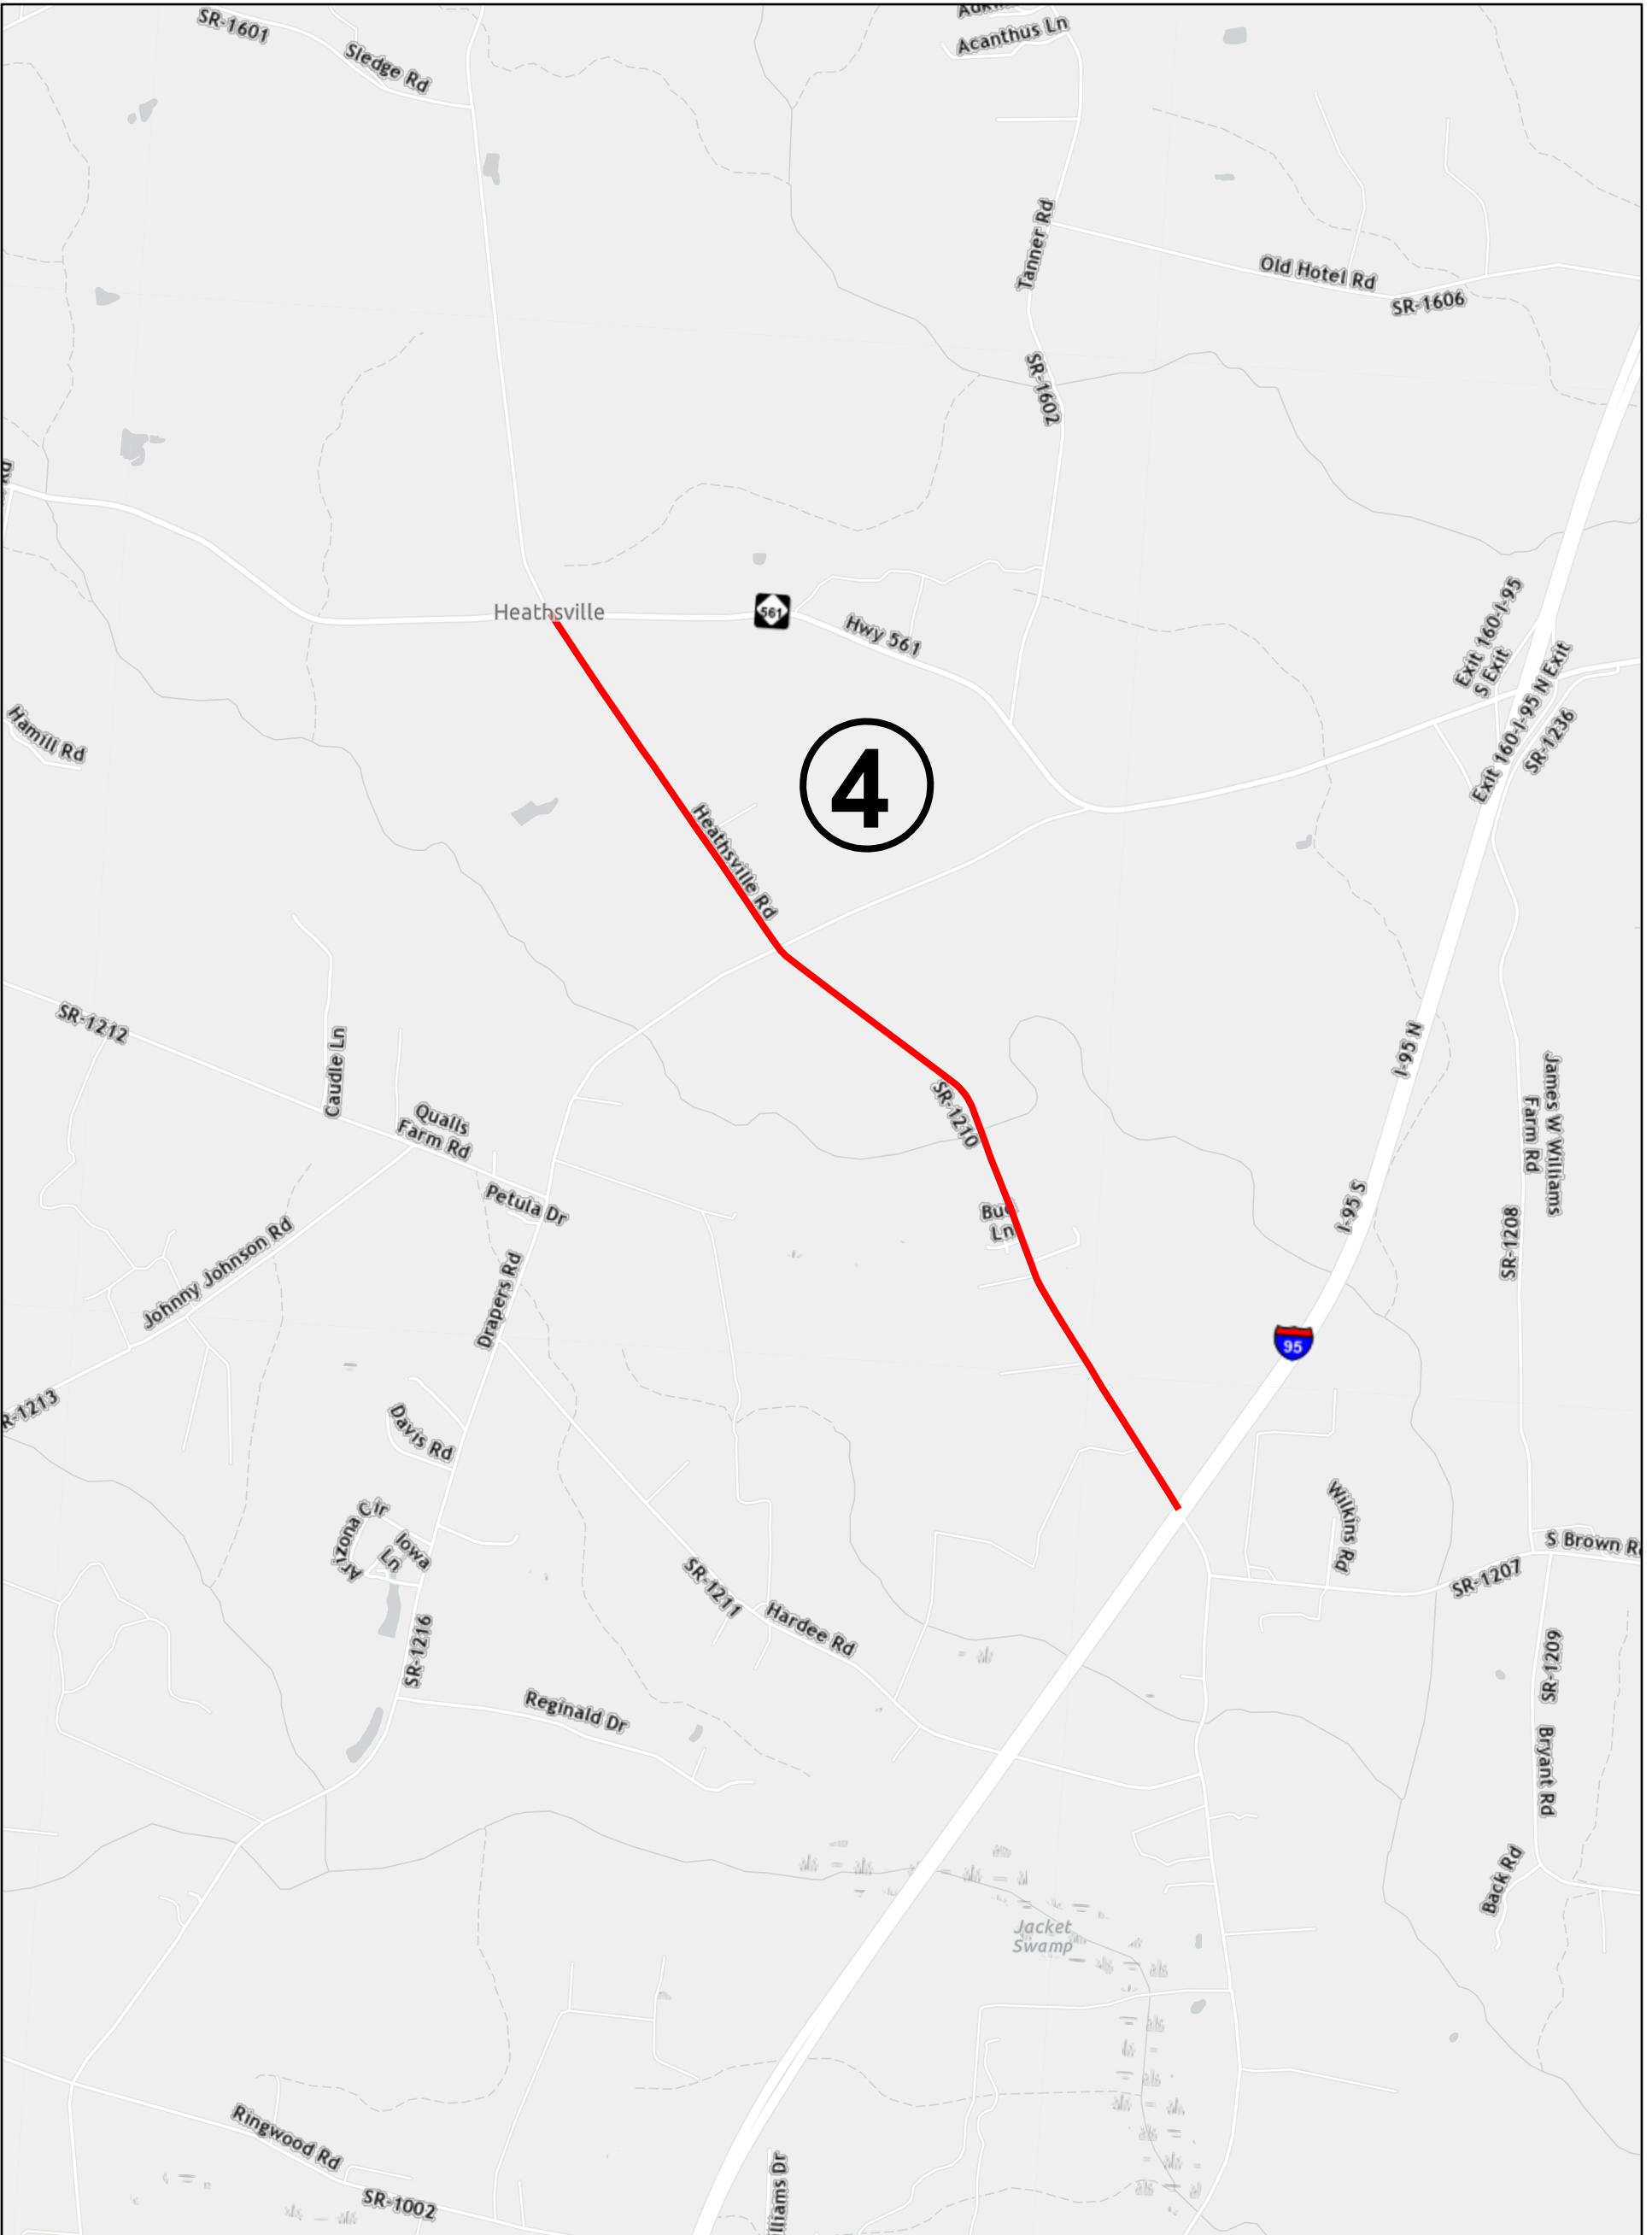 SR-1601
Sledge Rd
Acanthus Ln
Tanner Rd
Old Hotel Rd
SR-1606
SR-1602
Rd
Heathsville
561
Hwy 561
Exit 160-I-95
S Exit
Exit 160-I-95 N Exit
SR-1236
Hamill Rd
4
Heathsville Rd
SR-1212
Caudle Ln
Qualls
Farm Rd
SR-1210
I-95 N
James W Williams
Farm Rd
Petula Dr
Ln
I-95 S
SR-1208
Johnny Johnson Rd
Drapers Rd
95
R-1213
Davis Rd
Arizona Cir
Iowa
Ln
Wilkins Rd
S Brown R
SR-1207
SR-1211
Hardee Rd
SR-1216
SR-1209
Reginald Dr
Bryant Rd
Back Rd
Jacket
Swamp
Ringwood Rd
SR-1002
lliams Dr